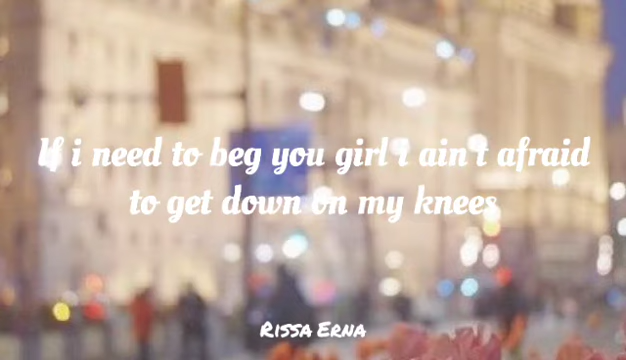 If i need to beg you girl I ain't afraid
to get down on my knees
Rissa Erna